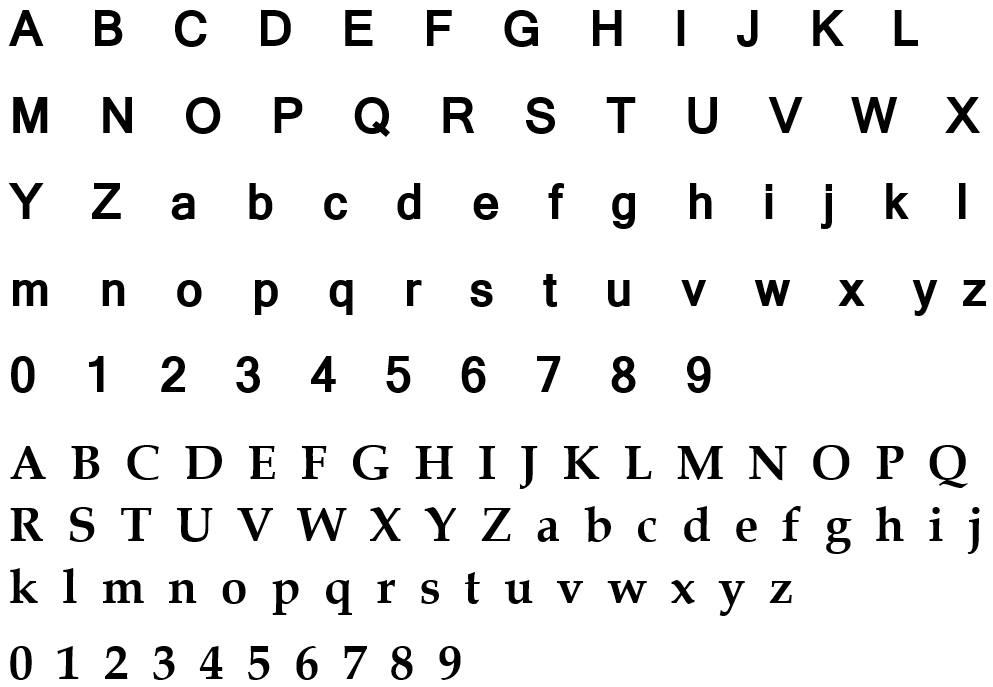 A B C D E F G H I J K L
M N O P Q R S T U V W X
Y Z a b c d e f g h i j k l
m n o p q r s t u v w x y z
0 1 2 3 4 5 6 7 8 9
A B C D E F G H I J K L M N O P Q
R S T U V W X Y Z a b c d e f g h i j
k l m n o p q r s t u v w x y z
0 1 2 3 4 5 6 7 8 9